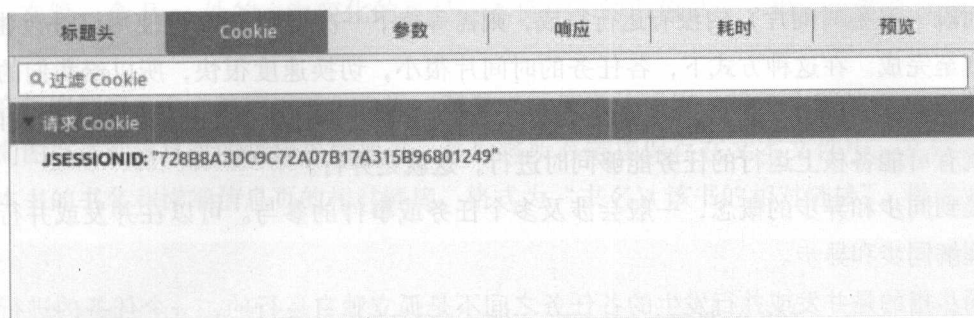 标题头 Cookie 参数 响应 耗时 预览
过滤 Cookie
请求 Cookie
JSESSIONID: "728B8A3DC9C72A07B17A315B96801249"